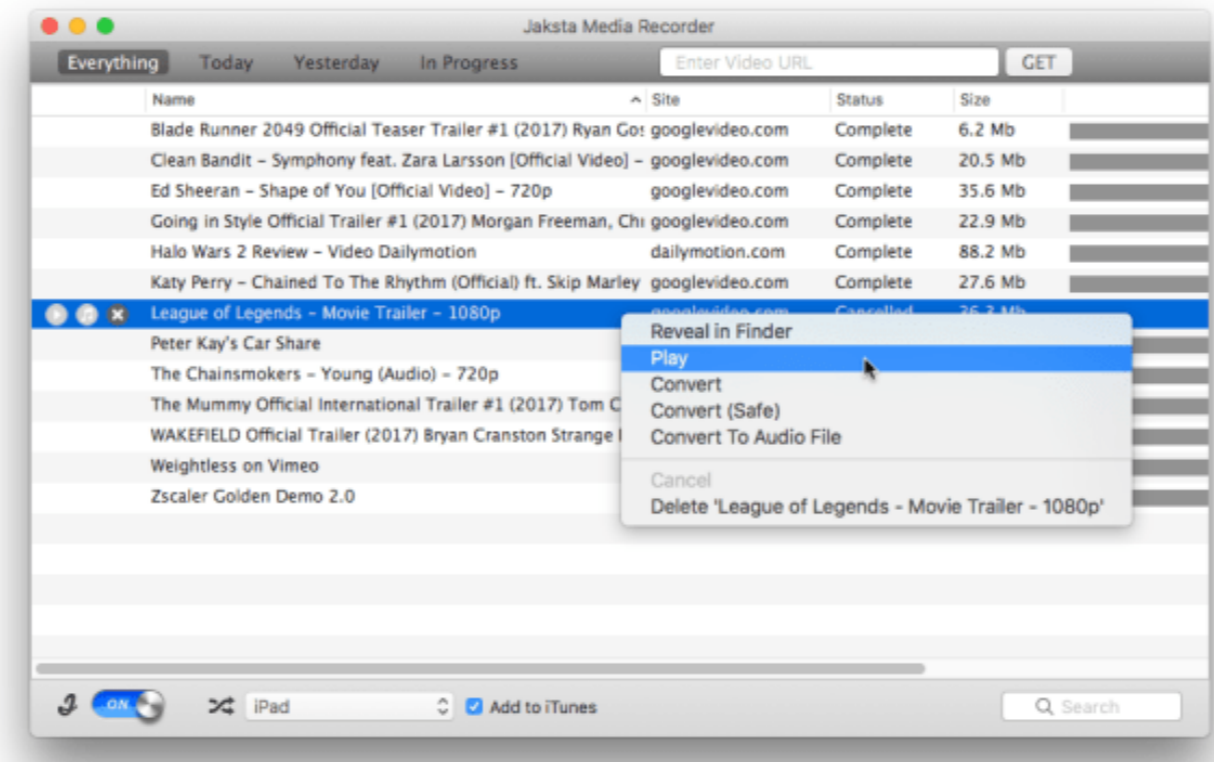 Jaksta Media Recorder
Everything Today Yesterday In Progress Enter Video URL GET
Name Site Status Size
Blade Runner 2049 Official Teaser Trailer #1 (2017) Ryan Gos googlevideo.com Complete 6.2 Mb
Clean Bandit – Symphony feat. Zara Larsson [Official Video] – googlevideo.com Complete 20.5 Mb
Ed Sheeran – Shape of You [Official Video] – 720p googlevideo.com Complete 35.6 Mb
Going in Style Official Trailer #1 (2017) Morgan Freeman, Chr googlevideo.com Complete 22.9 Mb
Halo Wars 2 Review – Video Dailymotion dailymotion.com Complete 88.2 Mb
Katy Perry – Chained To The Rhythm (Official) ft. Skip Marley googlevideo.com Complete 27.6 Mb
League of Legends – Movie Trailer – 1080p googlevideo.com Cancelled 26.3 Mb
Reveal in Finder
Peter Kay's Car Share
Play
The Chainsmokers – Young (Audio) – 720p
Convert
The Mummy Official International Trailer #1 (2017) Tom C
Convert (Safe)
WAKEFIELD Official Trailer (2017) Bryan Cranston Strange
Convert To Audio File
Weightless on Vimeo
Cancel
Zscaler Golden Demo 2.0
Delete 'League of Legends - Movie Trailer - 1080p'
ON iPad Add to iTunes Search